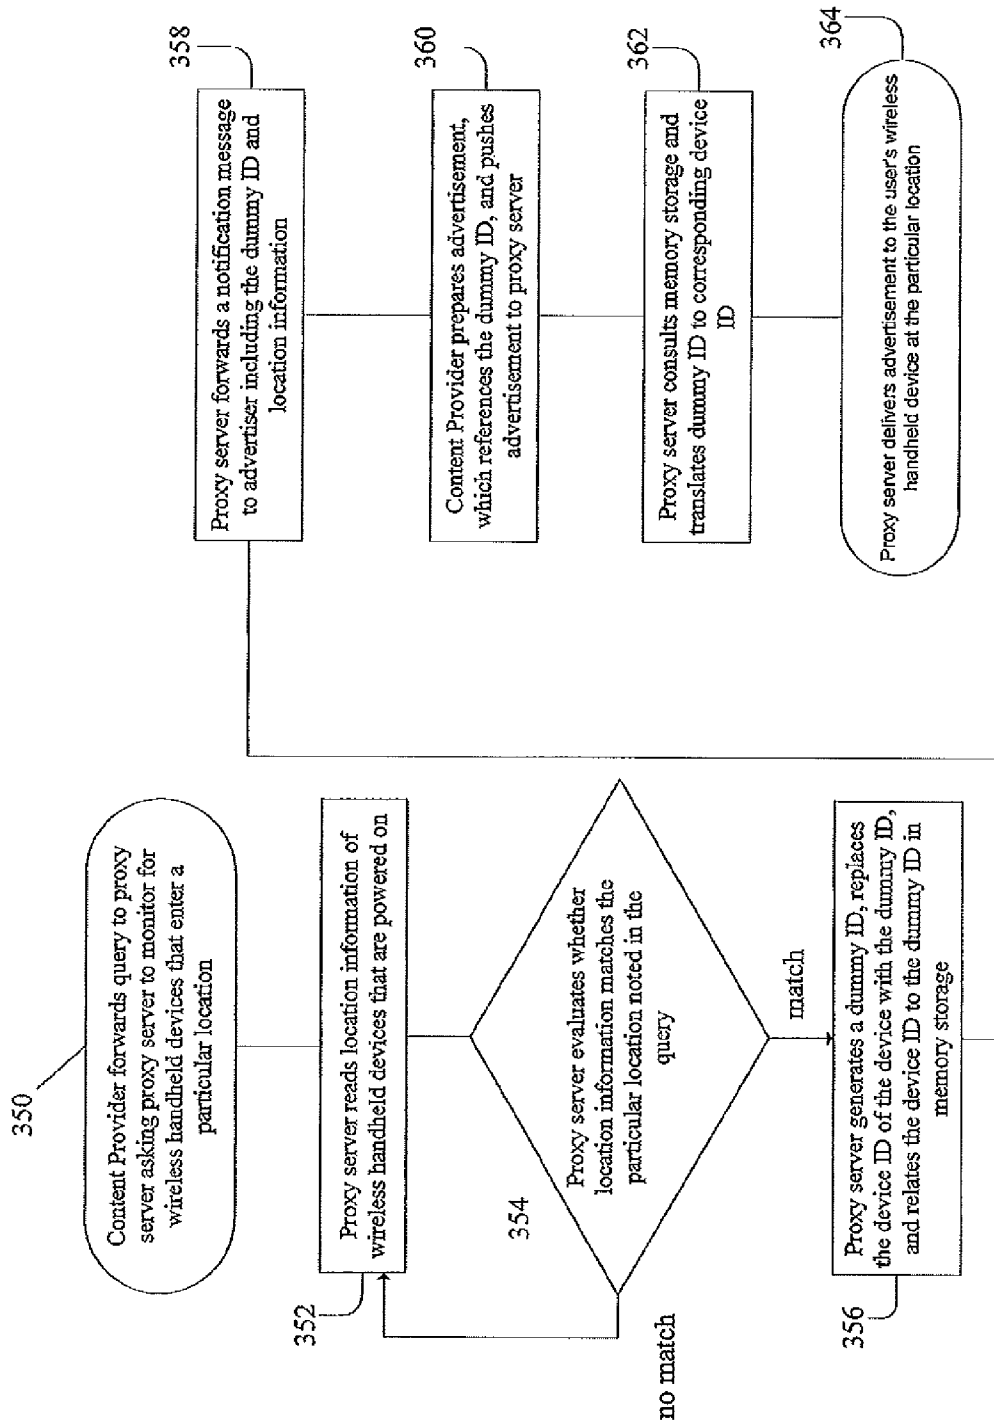 350
Content Provider forwards query to proxy
server asking proxy server to monitor for
wireless handheld devices that enter a
particular location
352
Proxy server reads location information of
wireless handheld devices that are powered on
354
Proxy server evaluates whether
location information matches the
particular location noted in the
query
no match
match
356
Proxy server generates a dummy ID, replaces
the device ID of the device with the dummy ID,
and relates the device ID to the dummy ID in
memory storage
358
Proxy server forwards a notification message
to advertiser including the dummy ID and
location information
360
Content Provider prepares advertisement,
which references the dummy ID, and pushes
advertisement to proxy server
362
Proxy server consults memory storage and
translates dummy ID to corresponding device
ID
364
Proxy server delivers advertisement to the user's wireless
handheld device at the particular location